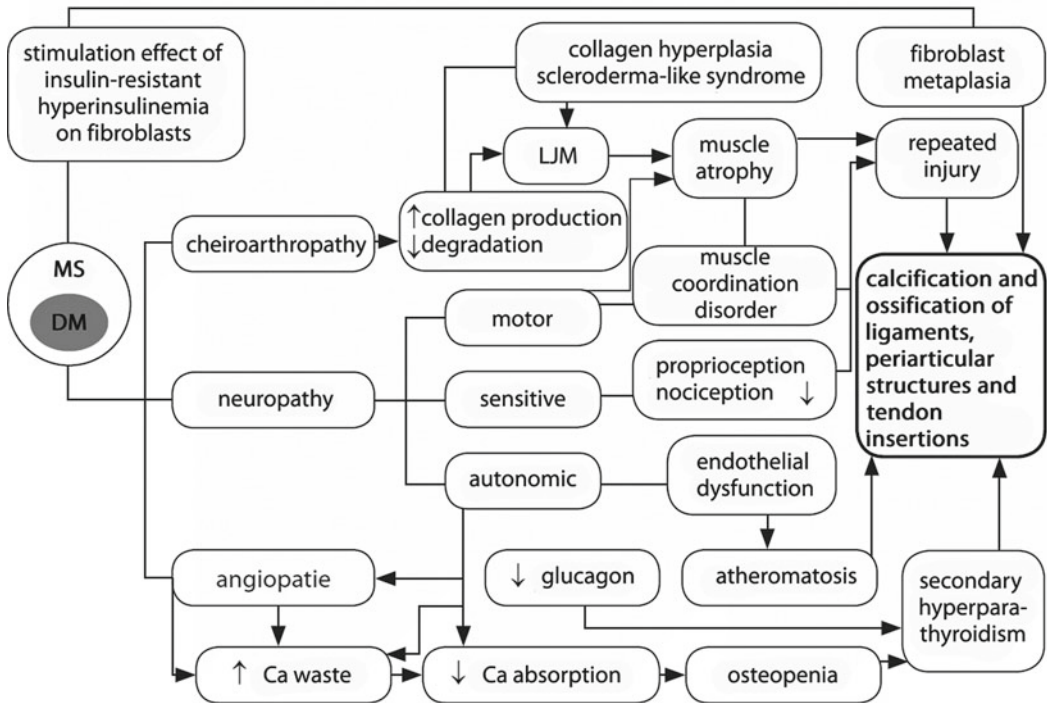 stimulation effect of
insulin-resistant
hyperinsulinemia
on fibroblasts
collagen hyperplasia
scleroderma-like syndrome
fibroblast
metaplasia
LJM
muscle
atrophy
repeated
injury
cheiroarthropathy
↑collagen production
↓degradation
MS
DM
muscle
coordination
disorder
calcification and
ossification of
ligaments,
periarticular
structures and
tendon
insertions
motor
neuropathy
sensitive
proprioception
nociception ↓
autonomic
endothelial
dysfunction
angiopatie
↓ glucagon
atheromatosis
secondary
hyperpara-
thyroidism
↑ Ca waste
↓ Ca absorption
osteopenia